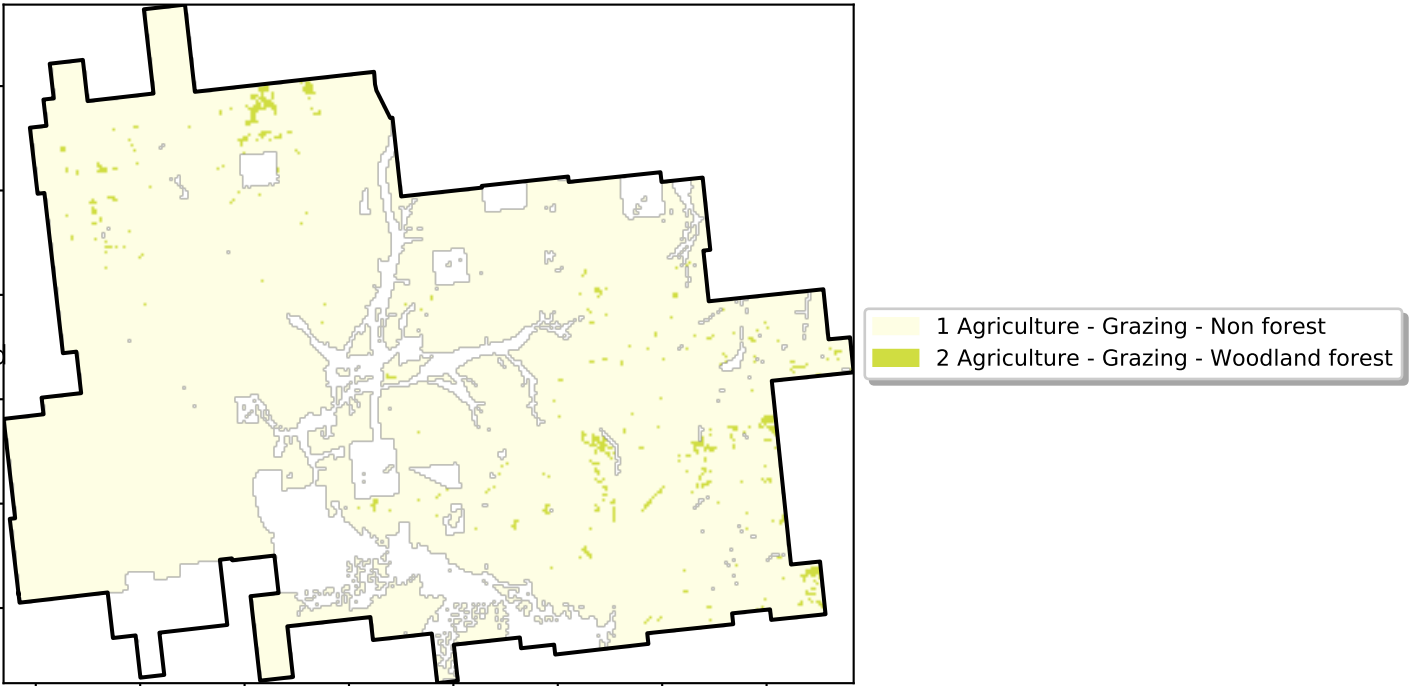 1 Agriculture - Grazing - Non forest
2 Agriculture - Grazing - Woodland forest